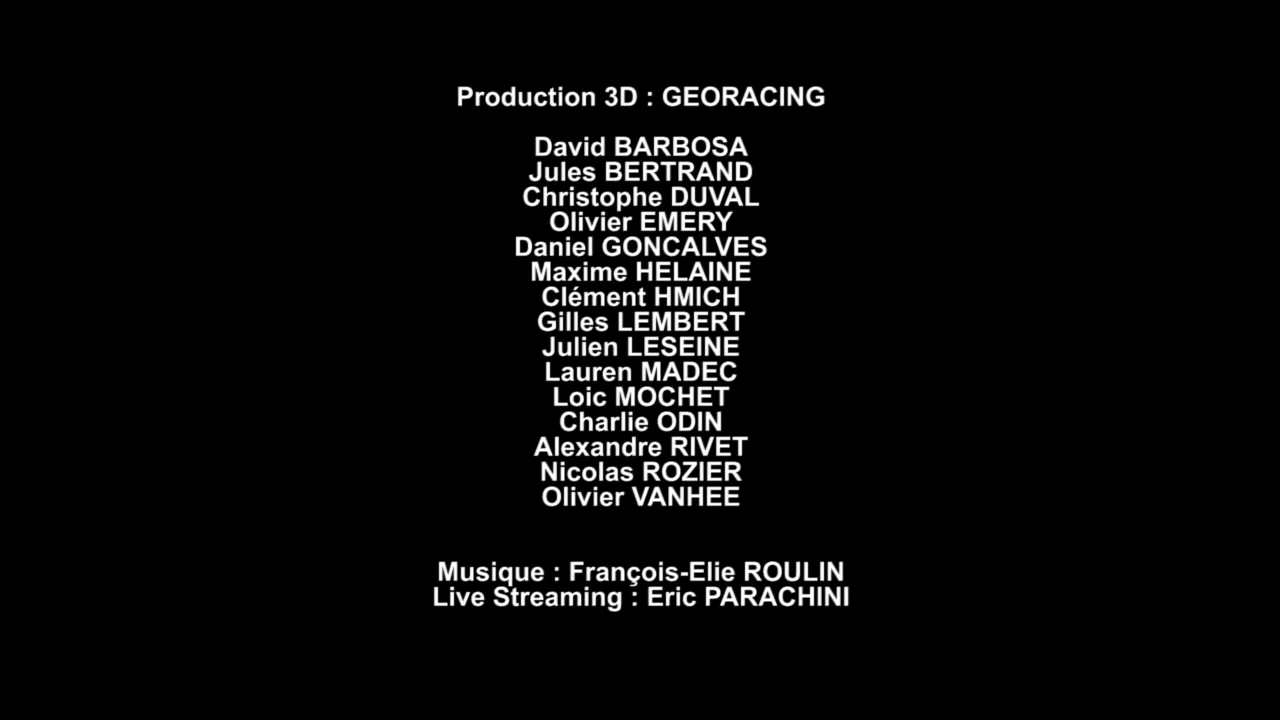 Production 3D : GEORACING
David BARBOSA
Jules BERTRAND
Christophe DUVAL
Olivier EMERY
Daniel GONCALVES
Maxime HELAINE
Clément HMICH
Gilles LEMBERT
Julien LESEINE
Lauren MADEC
Loic MOCHET
Charlie ODIN
Alexandre RIVET
Nicolas ROZIER
Olivier VANHEE
Musique : François-Elie ROULIN
Live Streaming : Eric PARACHINI